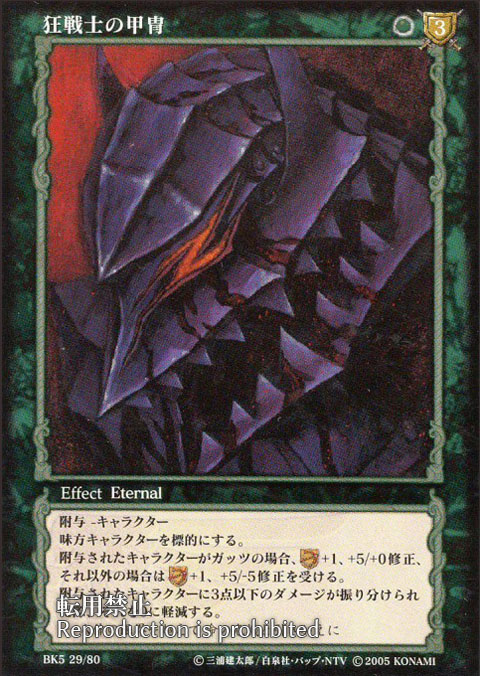 狂戦士の甲冑
3
Effect Eternal
附与 -キャラクター
味方キャラクターを標的にする。
附与されたキャラクターがガッツの場合、+1、+5/+0修正、
それ以外の場合は+1、+5/-5修正を受ける。
附与されたキャラクターに3点以下のダメージが振り分けられ
に軽減する。
転用禁止
Reproduction is prohibited
に
BK5 29/80
©三浦建太郎/白泉社・バップ・NTV ©2005 KONAMI